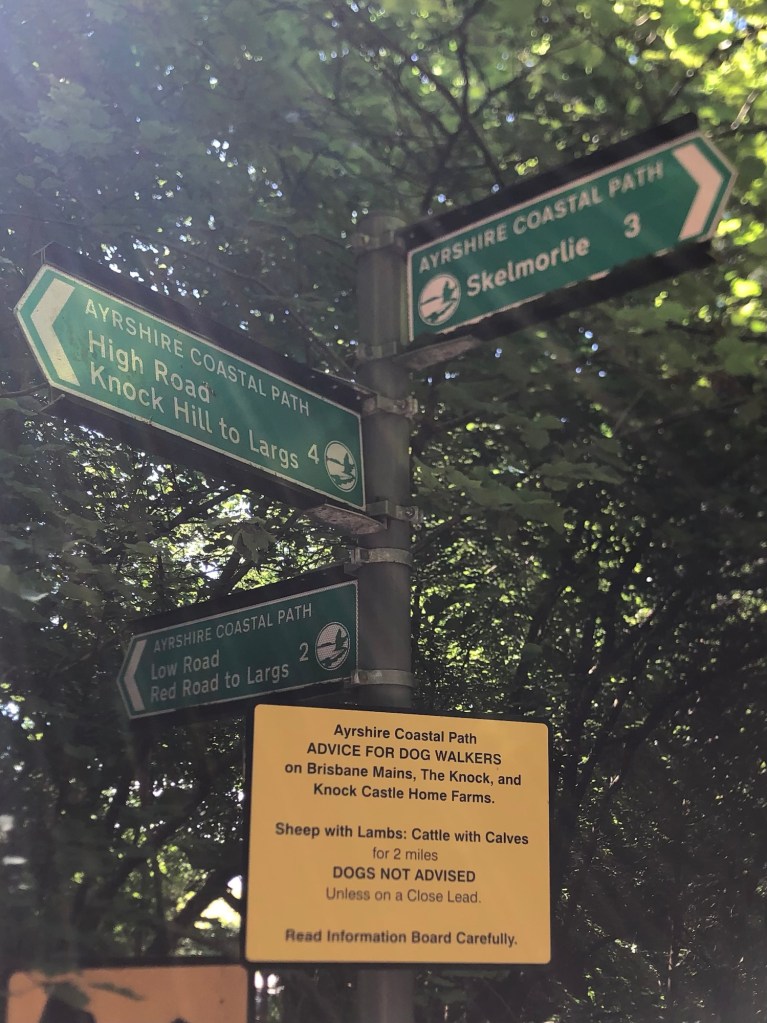 AYRSHIRE COASTAL PATH
Skelmorlie 3
AYRSHIRE COASTAL PATH
High Road
Knock Hill to Largs 4
AYRSHIRE COASTAL PATH
Low Road
Red Road to Largs 2
Ayrshire Coastal Path
ADVICE FOR DOG WALKERS
on Brisbane Mains, The Knock, and
Knock Castle Home Farms.
Sheep with Lambs: Cattle with Calves
for 2 miles
DOGS NOT ADVISED
Unless on a Close Lead.
Read Information Board Carefully.